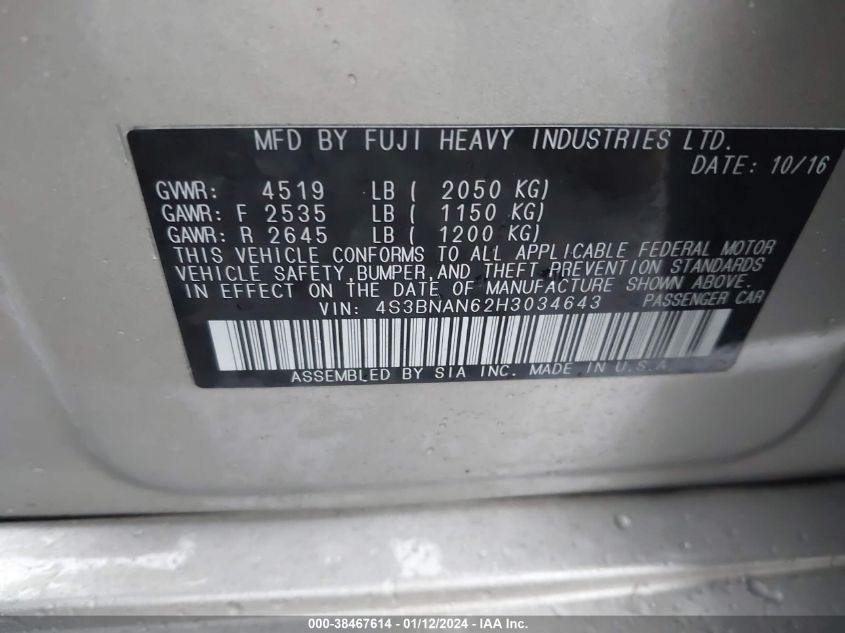 MFD BY FUJI HEAVY INDUSTRIES LTD.
DATE: 10/16
GVWR: 4519 LB ( 2050 KG)
GAWR: F 2535 LB ( 1150 KG)
GAWR: R 2645 LB ( 1200 KG)
THIS VEHICLE CONFORMS TO ALL APPLICABLE FEDERAL MOTOR
VEHICLE SAFETY,BUMPER,AND THEFT PREVENTION STANDARDS
IN EFFECT ON THE DATE OF MANUFACTURE SHOWN ABOVE.
VIN: 4S3BNAN62H3034643 PASSENGER CAR
ASSEMBLED BY SIA INC. MADE IN U.S.A
000-38467614 - 01/12/2024 - IAA Inc.